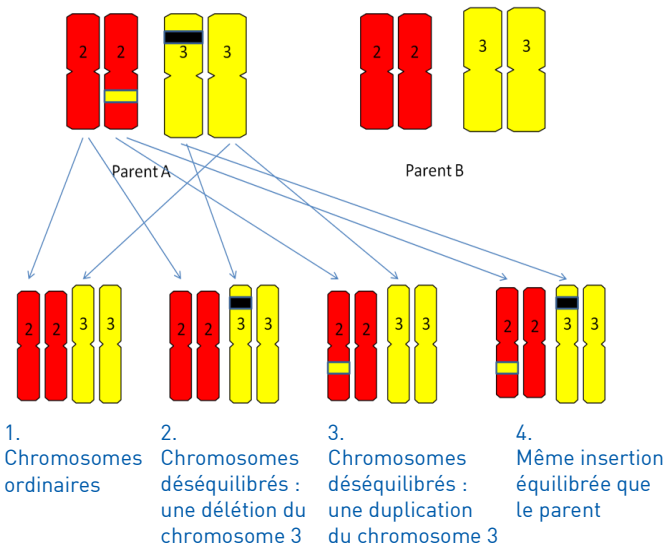 2 2 3 3 2 2 3 3
Parent A
Parent B
2 2 3 3 2 2 3 3 2 2 3 3 2 2 3 3
1.
Chromosomes
ordinaires
2.
Chromosomes
déséquilibrés :
une délétion du
chromosome 3
3.
Chromosomes
déséquilibrés :
une duplication
du chromosome 3
4.
Même insertion
équilibrée que
le parent